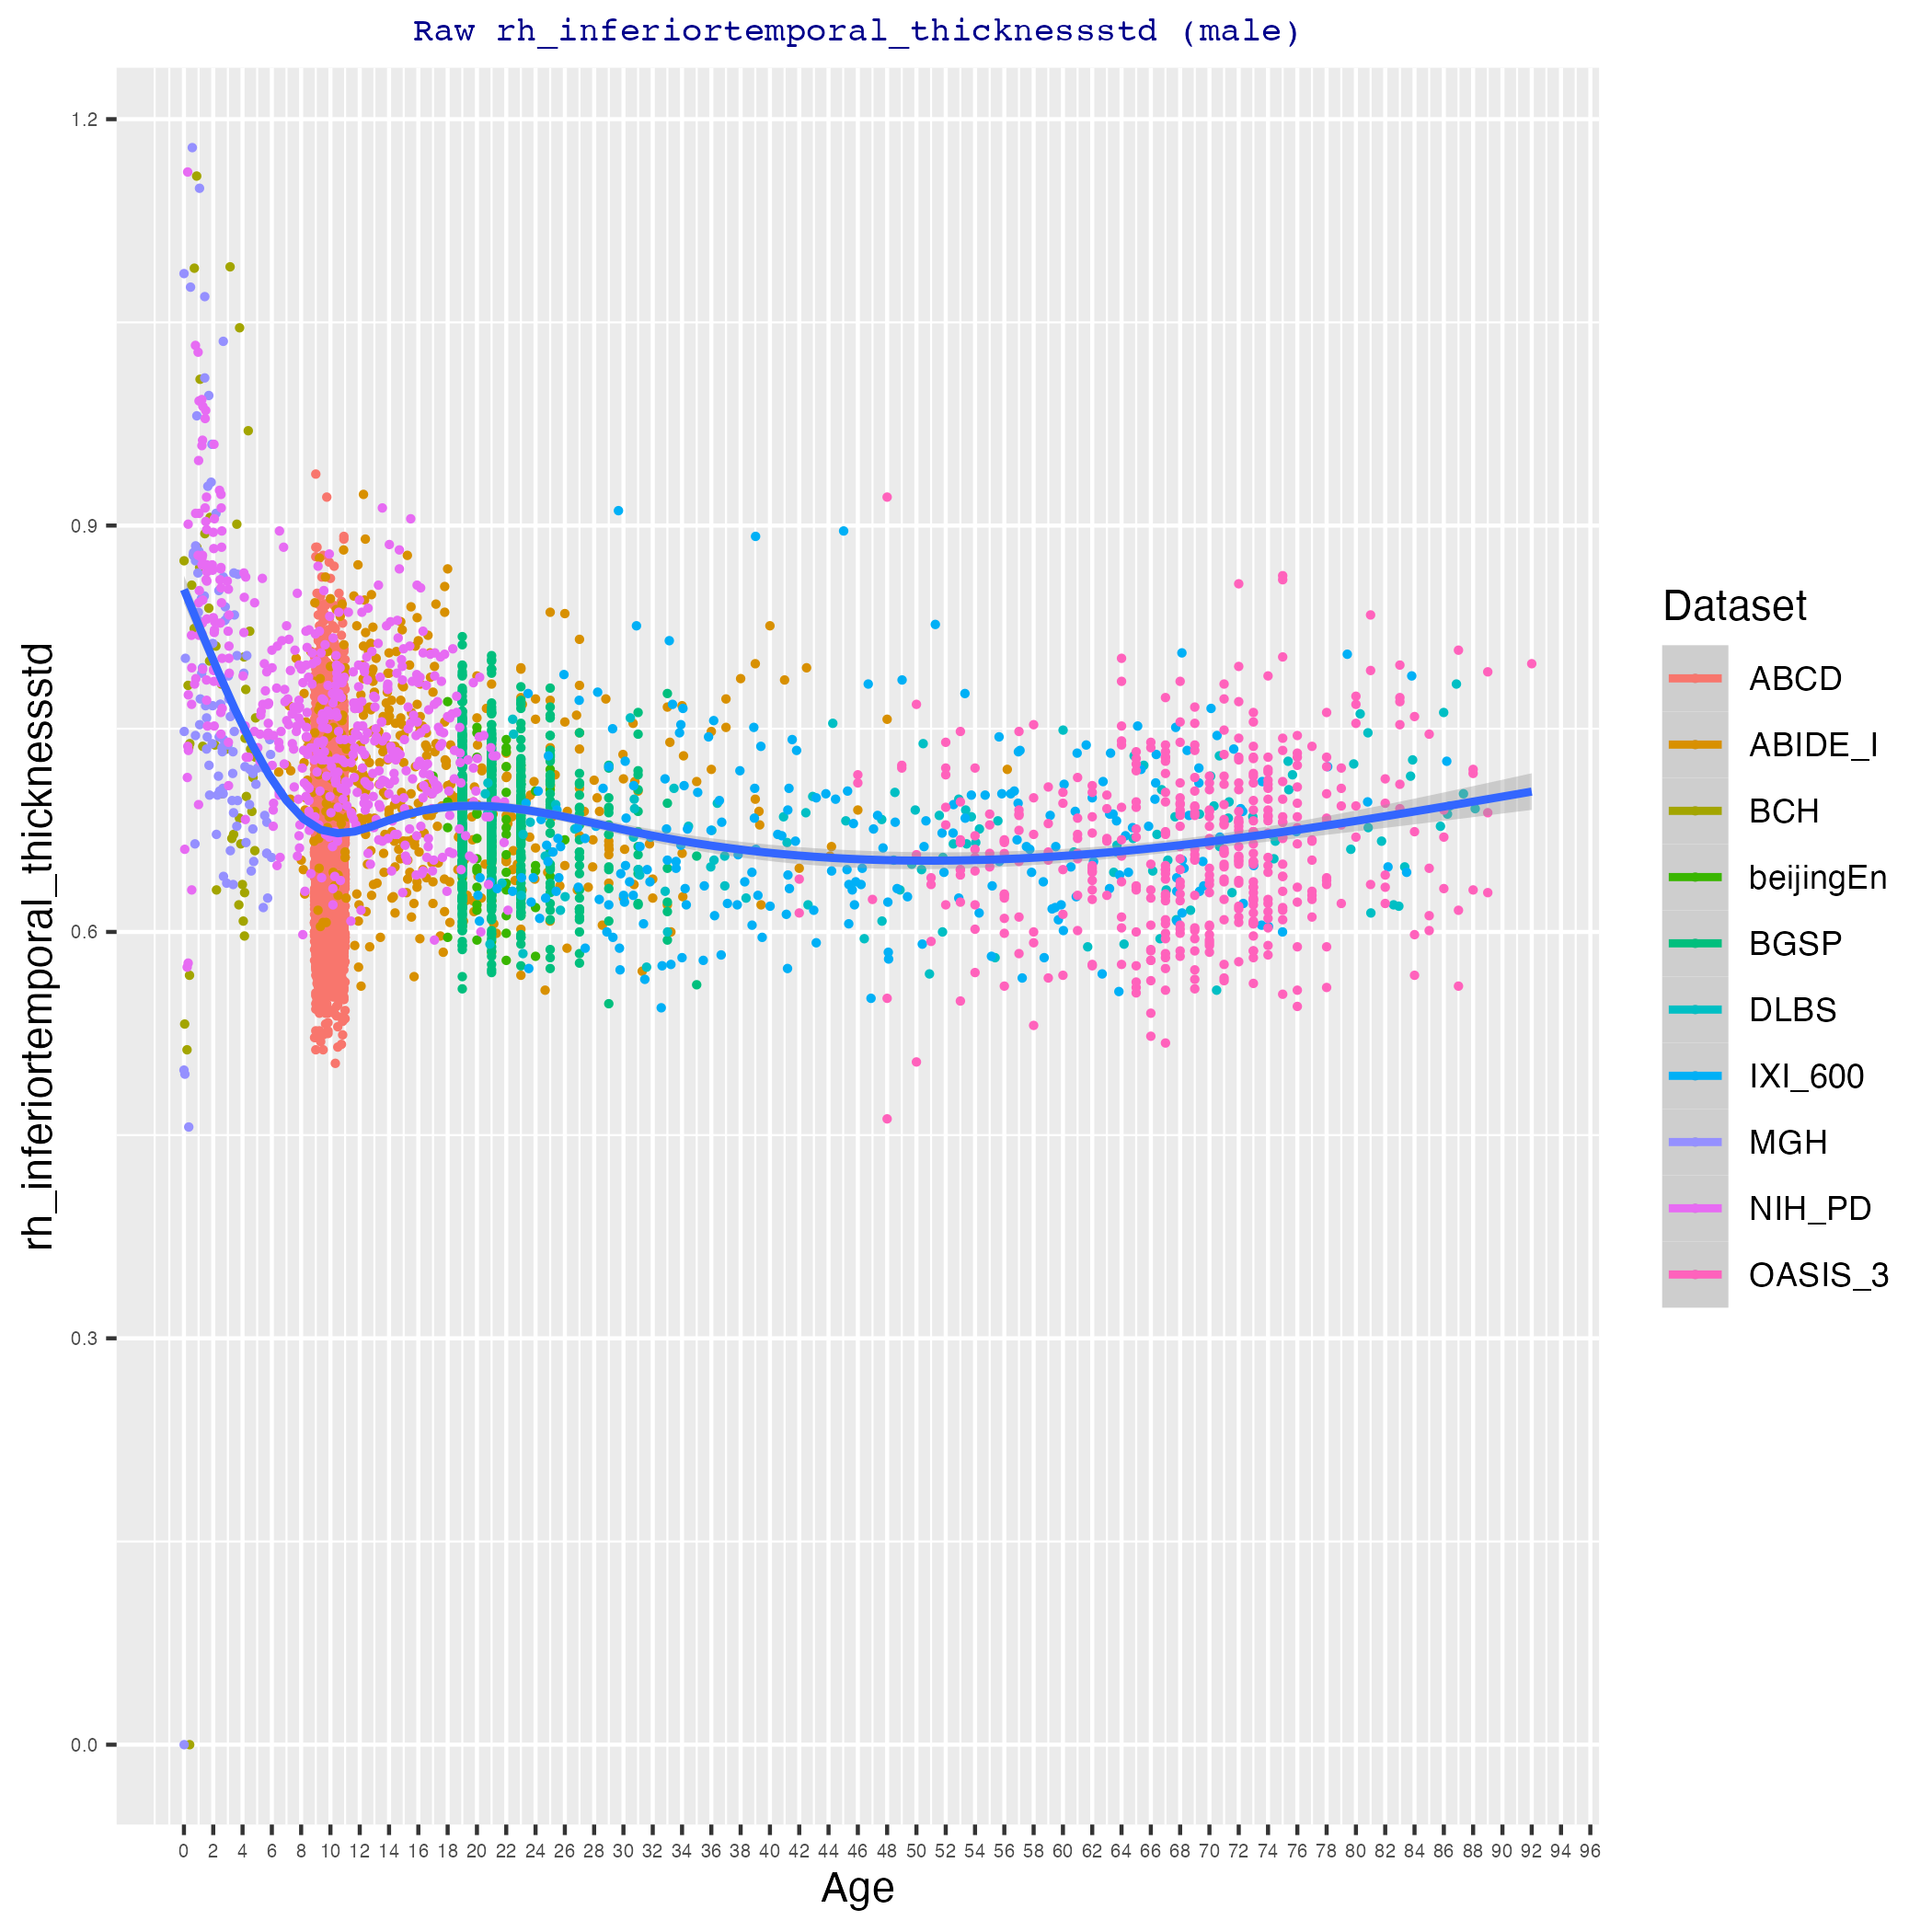 Raw rh_inferiortemporal_thicknessstd (male)
rh_inferiortemporal_thicknessstd
1.2
0.9
0.6
0.3
0.0
0 2 4 6 8 10 12 14 16 18 20 22 24 26 28 30 32 34 36 38 40 42 44 46 48 50 52 54 56 58 60 62 64 66 68 70 72 74 76 78 80 82 84 86 88 90 92 94 96
Age
Dataset
ABCD
ABIDE_I
BCH
beijingEn
BGSP
DLBS
IXI_600
MGH
NIH_PD
OASIS_3